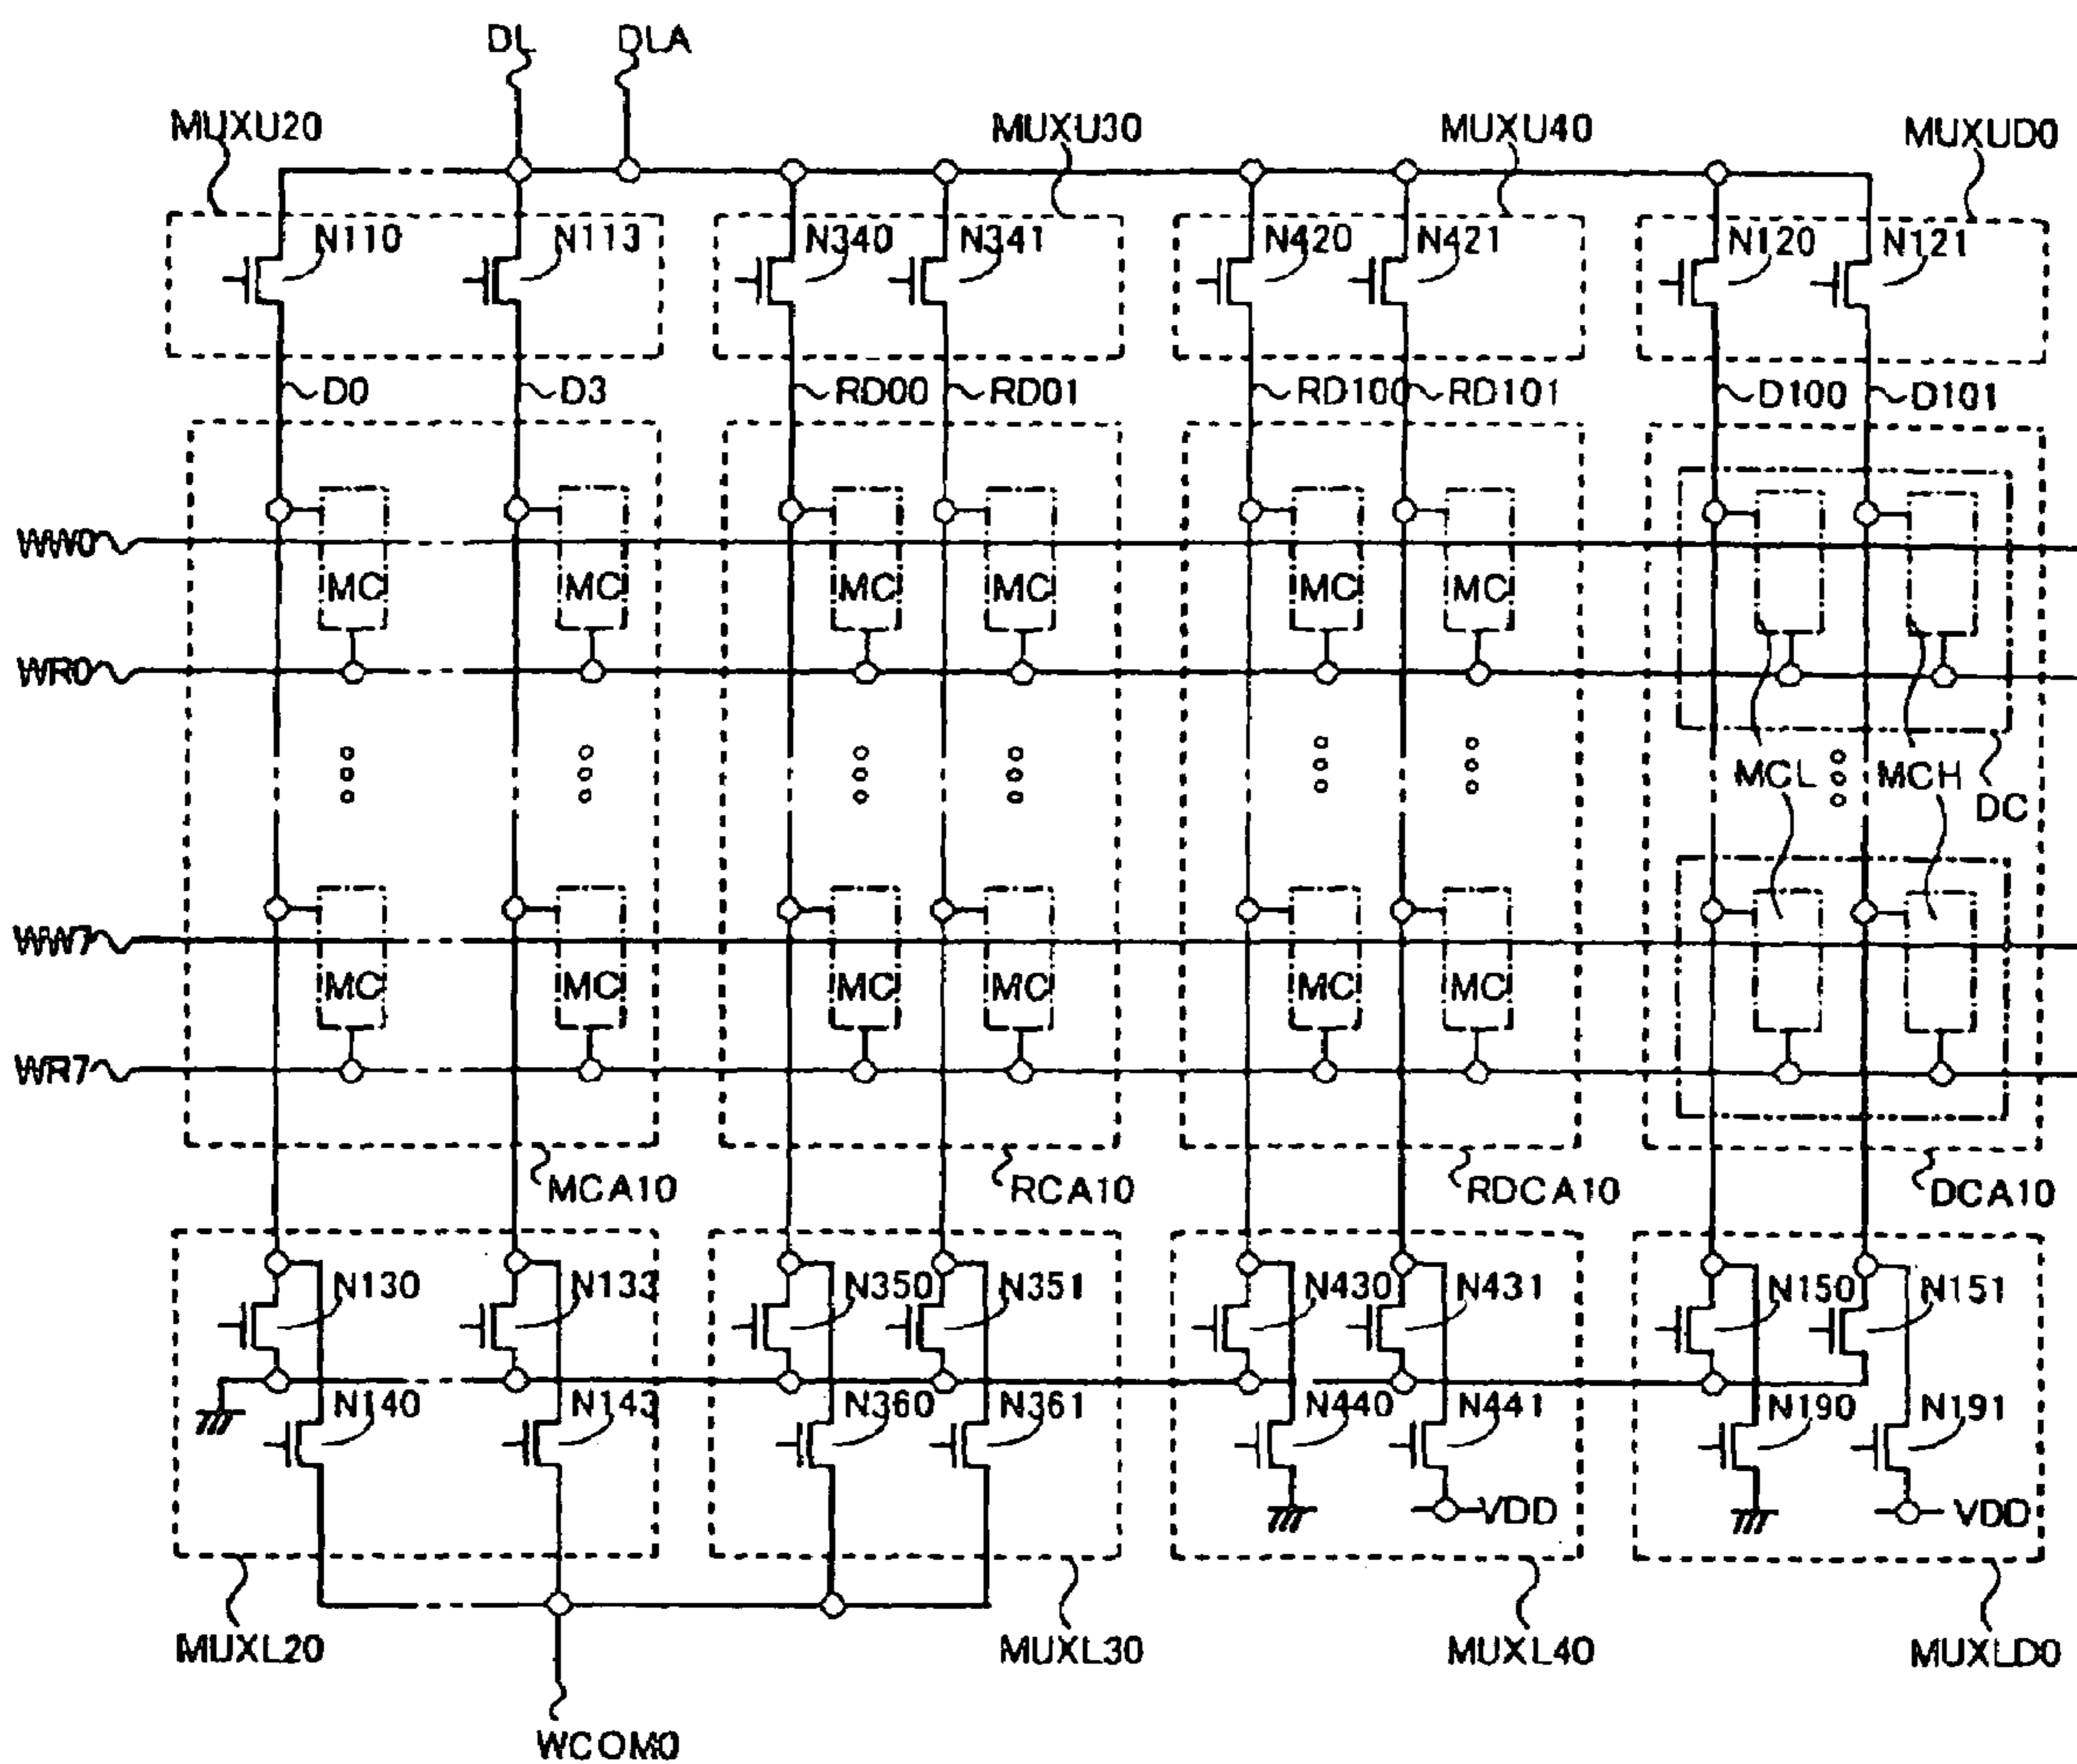 DL DLA
MUXU20 MUXU30 MUXU40 MUXUD0
N110 N113 N340 N341 N420 N421 N120 N121
D0 D3 RD00 RD01 RD100 RD101 D100 D101
WW0
MC MC MC MC MC MC
WR0
MCL MCH DC
WW7
MC MC MC MC MC MC
WR7
MCA10 RCA10 RDCA10 DCA10
N130 N133 N350 N351 N430 N431 N150 N151
N140 N143 N360 N361 N440 N441 N190 N191
VDD VDD
MUXL20 MUXL30 MUXL40 MUXLD0
WCOM0